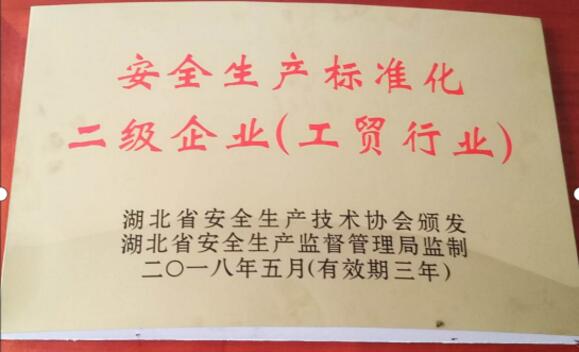 安全生产标准化
二级企业(工贸行业)
湖北省安全生产技术协会颁发
湖北省安全生产监督管理局监制
二〇一八年五月(有效期三年)